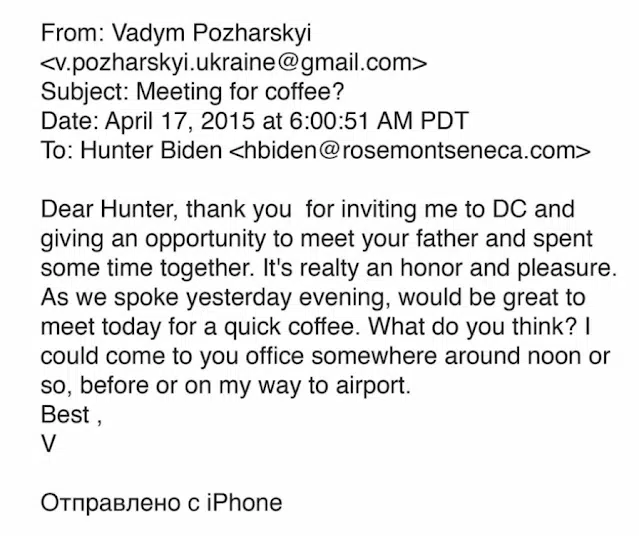 From: Vadym Pozharskyi
<v.pozharskyi.ukraine@gmail.com>
Subject: Meeting for coffee?
Date: April 17, 2015 at 6:00:51 AM PDT
To: Hunter Biden <hbiden@rosemontseneca.com>
Dear Hunter, thank you  for inviting me to DC and
giving an opportunity to meet your father and spent
some time together. It's realty an honor and pleasure.
As we spoke yesterday evening, would be great to
meet today for a quick coffee. What do you think? I
could come to you office somewhere around noon or
so, before or on my way to airport.
Best ,
V
Отправлено с iPhone